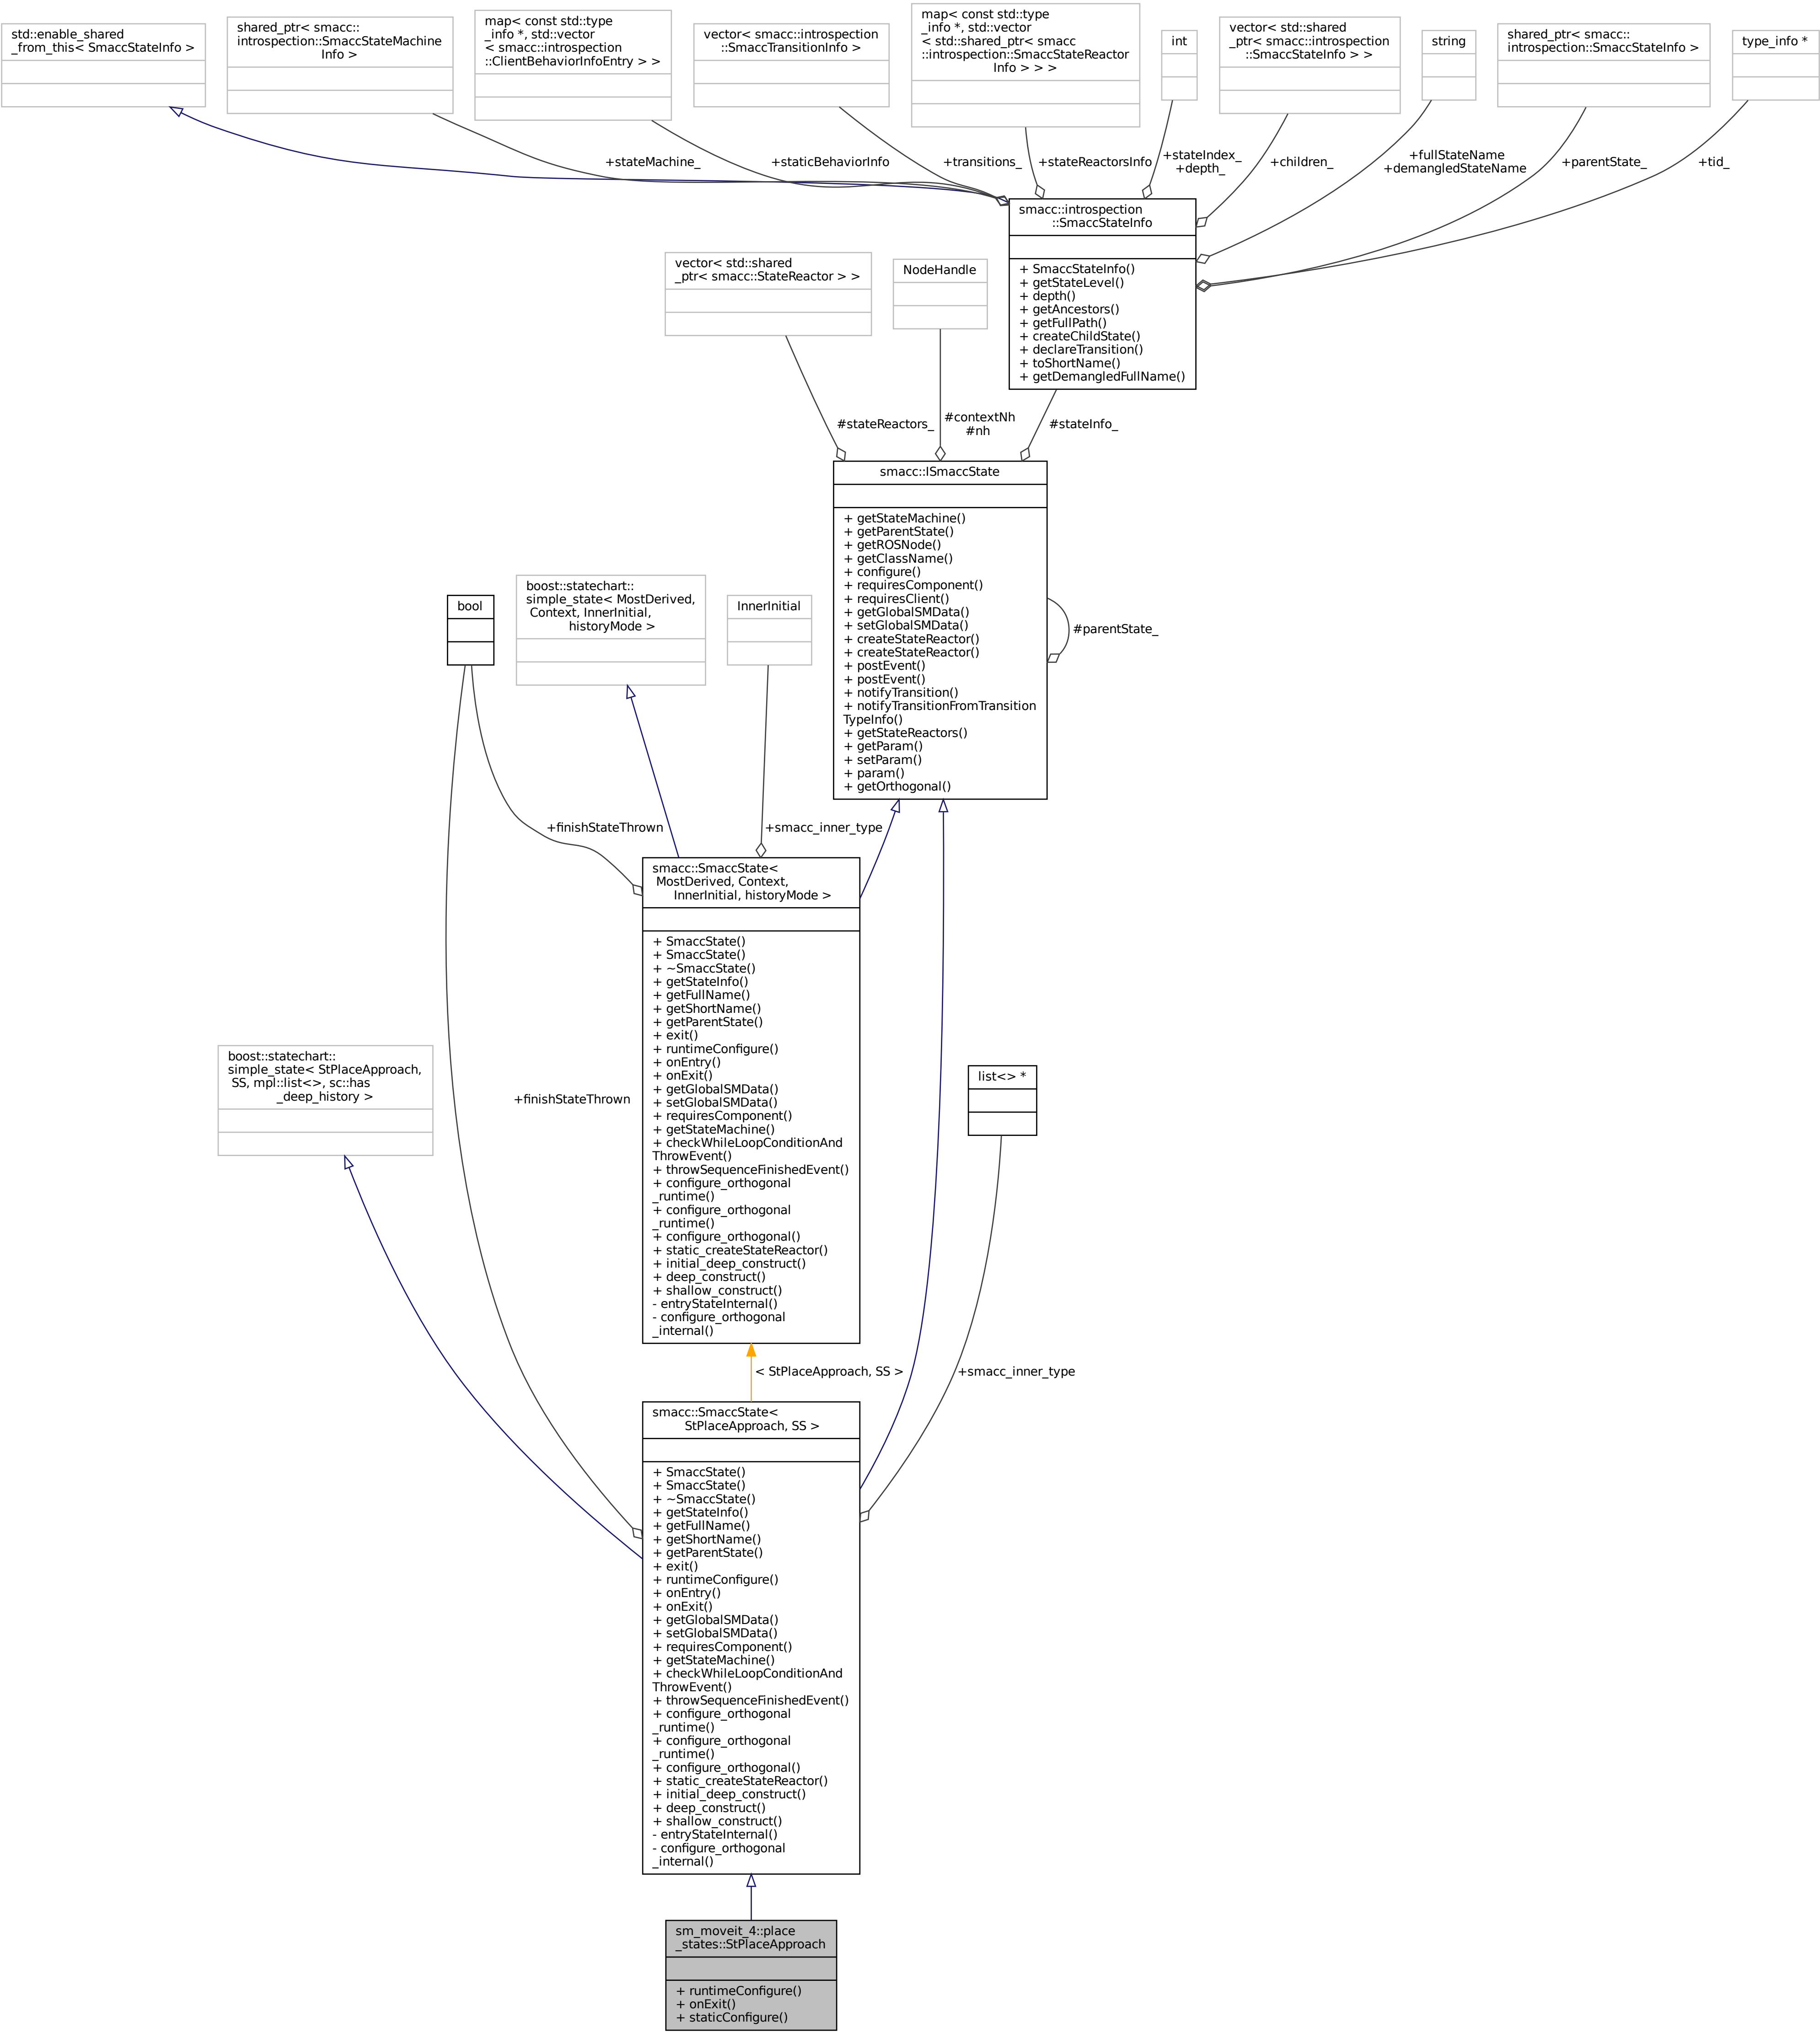 std::enable_shared
_from_this< SmaccStateInfo >
shared_ptr< smacc::
introspection::SmaccStateMachine
Info >
map< const std::type
_info *, std::vector
< smacc::introspection
::ClientBehaviorInfoEntry > >
vector< smacc::introspection
::SmaccTransitionInfo >
map< const std::type
_info *, std::vector
< std::shared_ptr< smacc
::introspection::SmaccStateReactor
Info > > >
int
vector< std::shared
_ptr< smacc::introspection
::SmaccStateInfo > >
string
shared_ptr< smacc::
introspection::SmaccStateInfo >
type_info *
+stateMachine_
+staticBehaviorInfo
+transitions_
+stateReactorsInfo
+stateIndex_
+depth_
+children_
+fullStateName
+demangledStateName
+parentState_
+tid_
smacc::introspection
::SmaccStateInfo
+ SmaccStateInfo()
+ getStateLevel()
+ depth()
+ getAncestors()
+ getFullPath()
+ createChildState()
+ declareTransition()
+ toShortName()
+ getDemangledFullName()
vector< std::shared
_ptr< smacc::StateReactor > >
NodeHandle
#stateReactors_
#contextNh
#nh
#stateInfo_
smacc::ISmaccState
+ getStateMachine()
+ getParentState()
+ getROSNode()
+ getClassName()
+ configure()
+ requiresComponent()
+ requiresClient()
+ getGlobalSMData()
+ setGlobalSMData()
+ createStateReactor()
+ createStateReactor()
+ postEvent()
+ postEvent()
+ notifyTransition()
+ notifyTransitionFromTransition
TypeInfo()
+ getStateReactors()
+ getParam()
+ setParam()
+ param()
+ getOrthogonal()
#parentState_
bool
boost::statechart::
simple_state< MostDerived,
Context, InnerInitial,
historyMode >
InnerInitial
+finishStateThrown
+smacc_inner_type
smacc::SmaccState<
MostDerived, Context,
InnerInitial, historyMode >
+ SmaccState()
+ SmaccState()
+ ~SmaccState()
+ getStateInfo()
+ getFullName()
+ getShortName()
+ getParentState()
+ exit()
+ runtimeConfigure()
+ onEntry()
+ onExit()
+ getGlobalSMData()
+ setGlobalSMData()
+ requiresComponent()
+ getStateMachine()
+ checkWhileLoopConditionAnd
ThrowEvent()
+ throwSequenceFinishedEvent()
+ configure_orthogonal
_runtime()
+ configure_orthogonal
_runtime()
+ configure_orthogonal()
+ static_createStateReactor()
+ initial_deep_construct()
+ deep_construct()
+ shallow_construct()
- entryStateInternal()
- configure_orthogonal
_internal()
boost::statechart::
simple_state< StPlaceApproach,
SS, mpl::list<>, sc::has
_deep_history >
+finishStateThrown
list<> *
< StPlaceApproach, SS >
+smacc_inner_type
smacc::SmaccState<
StPlaceApproach, SS >
+ SmaccState()
+ SmaccState()
+ ~SmaccState()
+ getStateInfo()
+ getFullName()
+ getShortName()
+ getParentState()
+ exit()
+ runtimeConfigure()
+ onEntry()
+ onExit()
+ getGlobalSMData()
+ setGlobalSMData()
+ requiresComponent()
+ getStateMachine()
+ checkWhileLoopConditionAnd
ThrowEvent()
+ throwSequenceFinishedEvent()
+ configure_orthogonal
_runtime()
+ configure_orthogonal
_runtime()
+ configure_orthogonal()
+ static_createStateReactor()
+ initial_deep_construct()
+ deep_construct()
+ shallow_construct()
- entryStateInternal()
- configure_orthogonal
_internal()
sm_moveit_4::place
_states::StPlaceApproach
+ runtimeConfigure()
+ onExit()
+ staticConfigure()